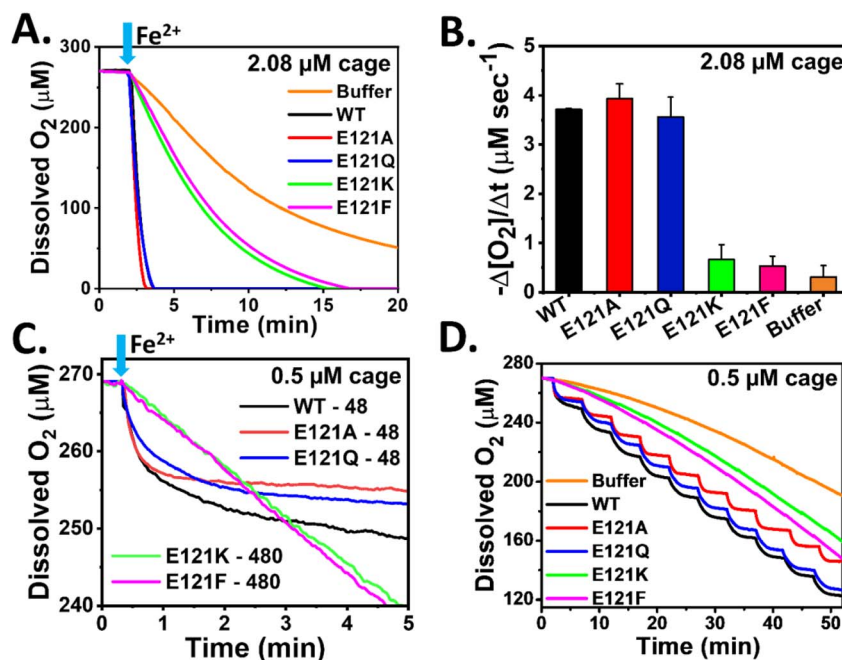 A.
Fe²⁺
2.08 µM cage
Dissolved O₂ (µM)
300
200
100
0
Buffer
WT
E121A
E121Q
E121K
E121F
0 5 10 15 20
Time (min)
B.
2.08 µM cage
-Δ[O₂]/Δt (µM sec⁻¹)
5
4
3
2
1
0
WT
E121A
E121Q
E121K
E121F
Buffer
C.
Fe²⁺
0.5 µM cage
Dissolved O₂ (µM)
270
260
250
240
WT - 48
E121A - 48
E121Q - 48
E121K - 480
E121F - 480
0 1 2 3 4 5
Time (min)
D.
0.5 µM cage
Dissolved O₂ (µM)
280
240
200
160
120
Buffer
WT
E121A
E121Q
E121K
E121F
0 10 20 30 40 50
Time (min)